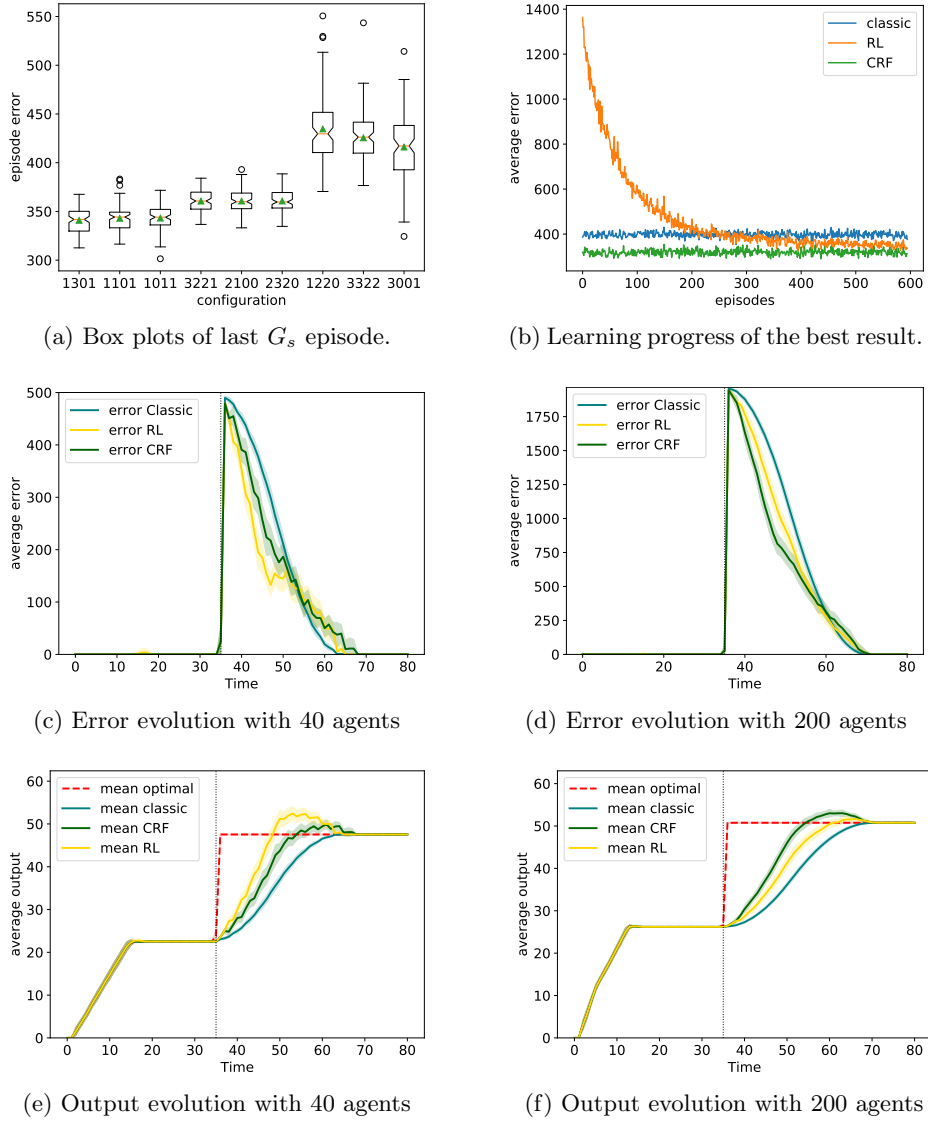 550
500
450
400
350
300
episode error
1301 1101 1011 3221 2100 2320 1220 3322 3001
configuration
(a) Box plots of last G_s episode.
1400
1200
1000
800
600
400
average error
classic
RL
CRF
0 100 200 300 400 500 600
episodes
(b) Learning progress of the best result.
500
400
300
200
100
0
average error
error Classic
error RL
error CRF
0 10 20 30 40 50 60 70 80
Time
(c) Error evolution with 40 agents
1750
1500
1250
1000
750
500
250
0
average error
error Classic
error RL
error CRF
0 20 40 60 80
Time
(d) Error evolution with 200 agents
60
50
40
30
20
10
0
average output
mean optimal
mean classic
mean CRF
mean RL
0 10 20 30 40 50 60 70 80
Time
(e) Output evolution with 40 agents
60
50
40
30
20
10
0
average output
mean optimal
mean classic
mean CRF
mean RL
0 10 20 30 40 50 60 70 80
Time
(f) Output evolution with 200 agents